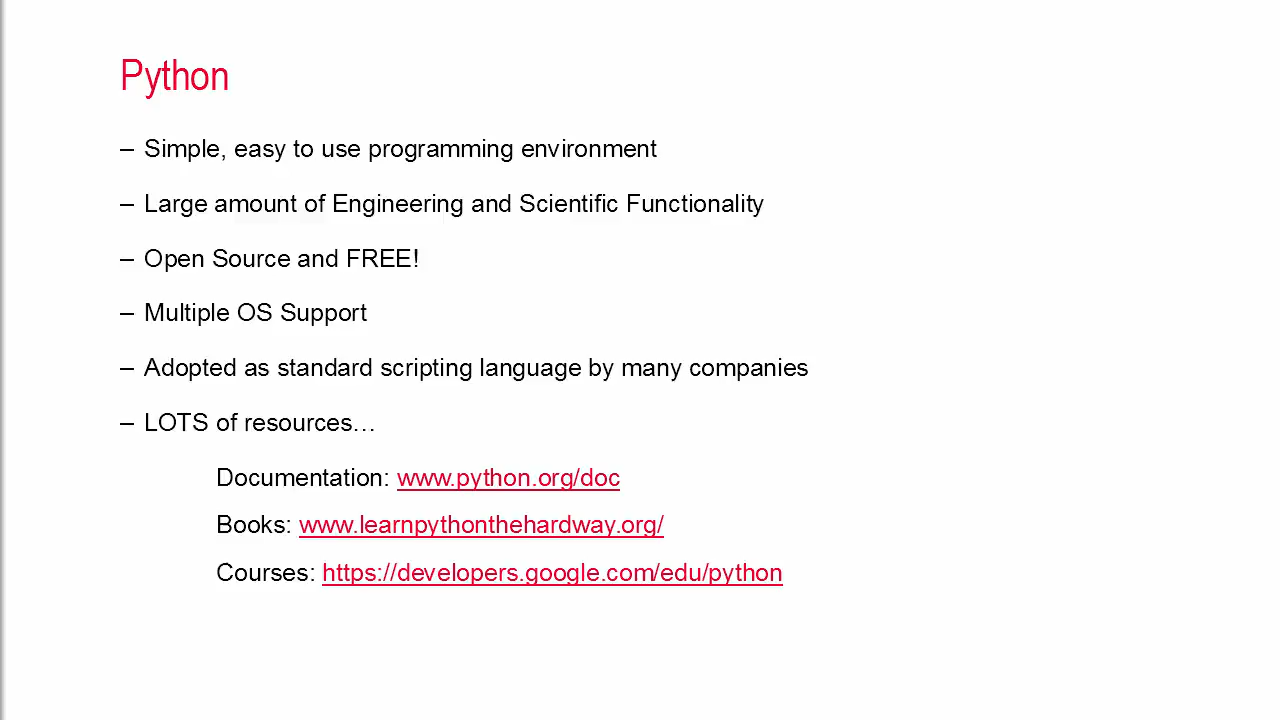 Python
– Simple, easy to use programming environment
– Large amount of Engineering and Scientific Functionality
– Open Source and FREE!
– Multiple OS Support
– Adopted as standard scripting language by many companies
– LOTS of resources…
Documentation: www.python.org/doc
Books: www.learnpythonthehardway.org/
Courses: https://developers.google.com/edu/python